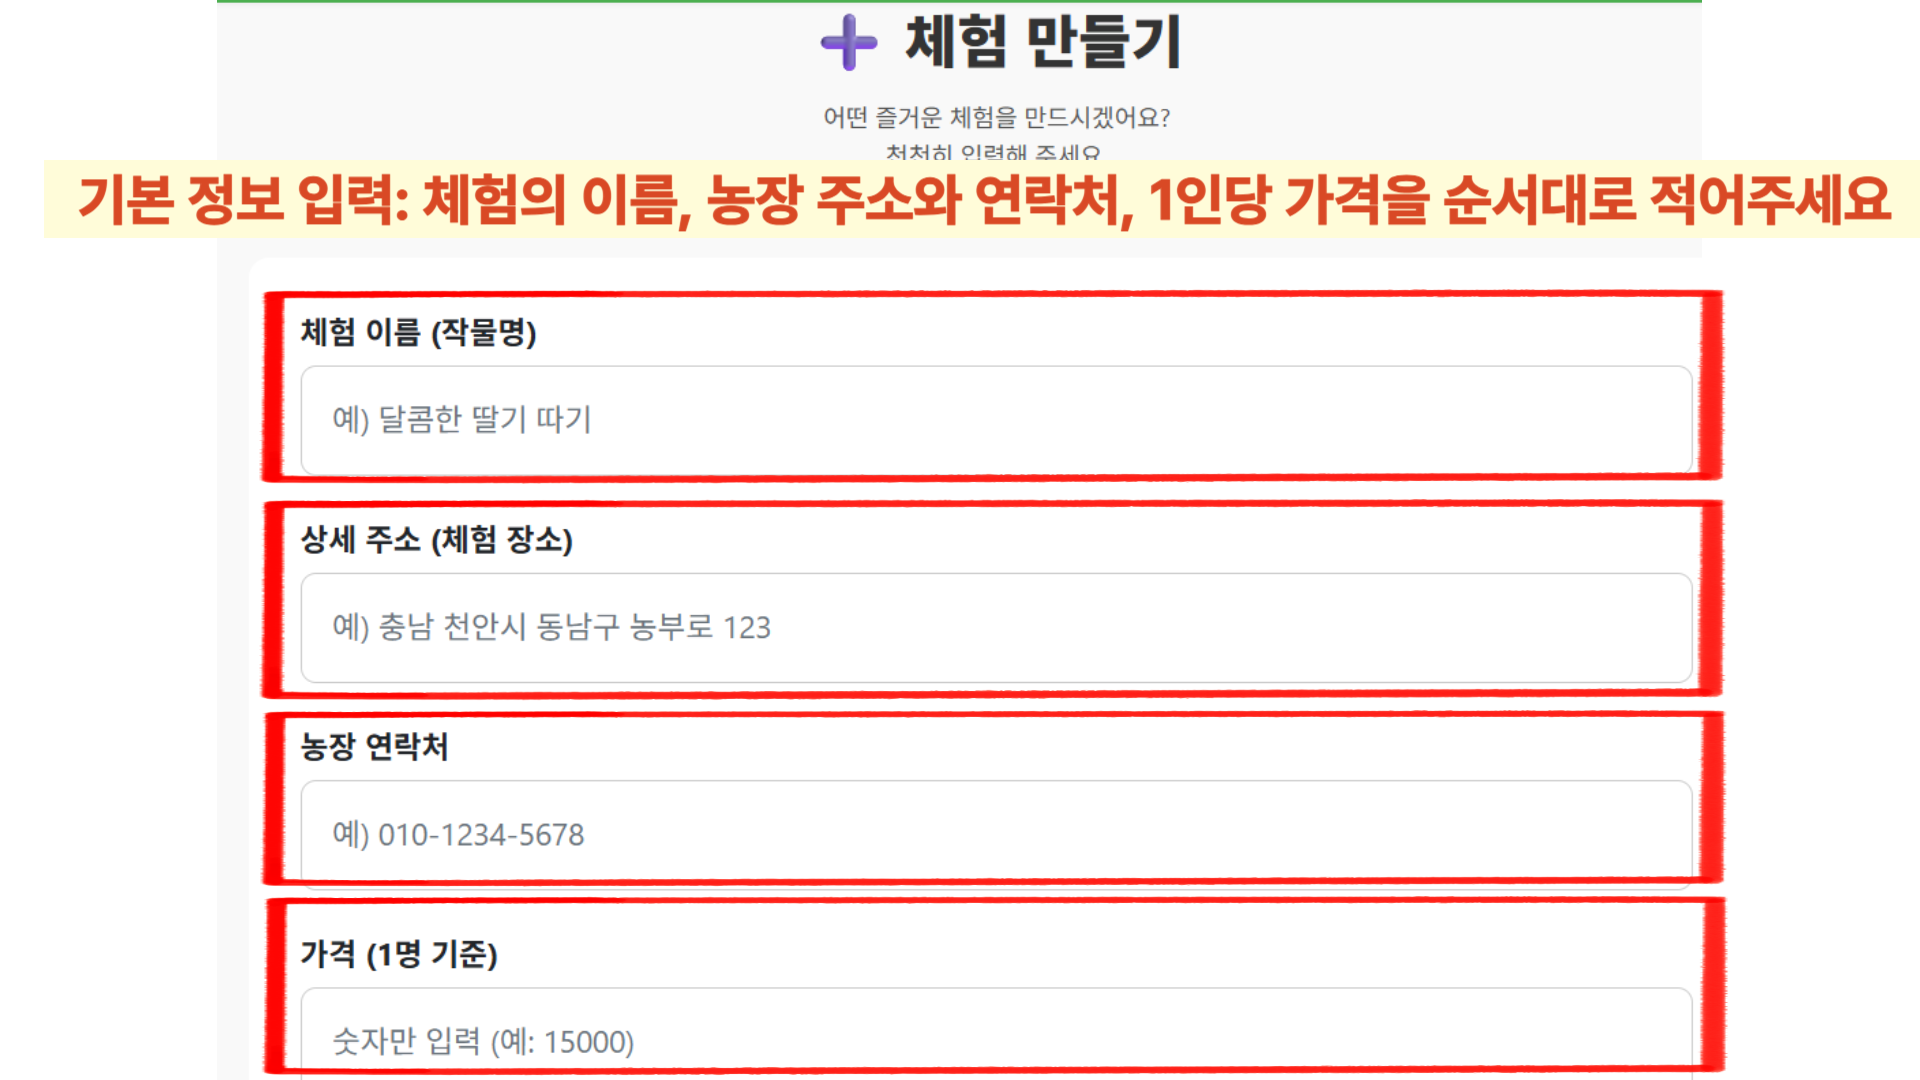 체험 만들기
어떤 즐거운 체험을 만드시겠어요?
천천히 입력해 주세요
기본 정보 입력: 체험의 이름, 농장 주소와 연락처, 1인당 가격을 순서대로 적어주세요
체험 이름 (작물명)
예) 달콤한 딸기 따기
상세 주소 (체험 장소)
예) 충남 천안시 동남구 농부로 123
농장 연락처
예) 010-1234-5678
가격 (1명 기준)
숫자만 입력 (예: 15000)